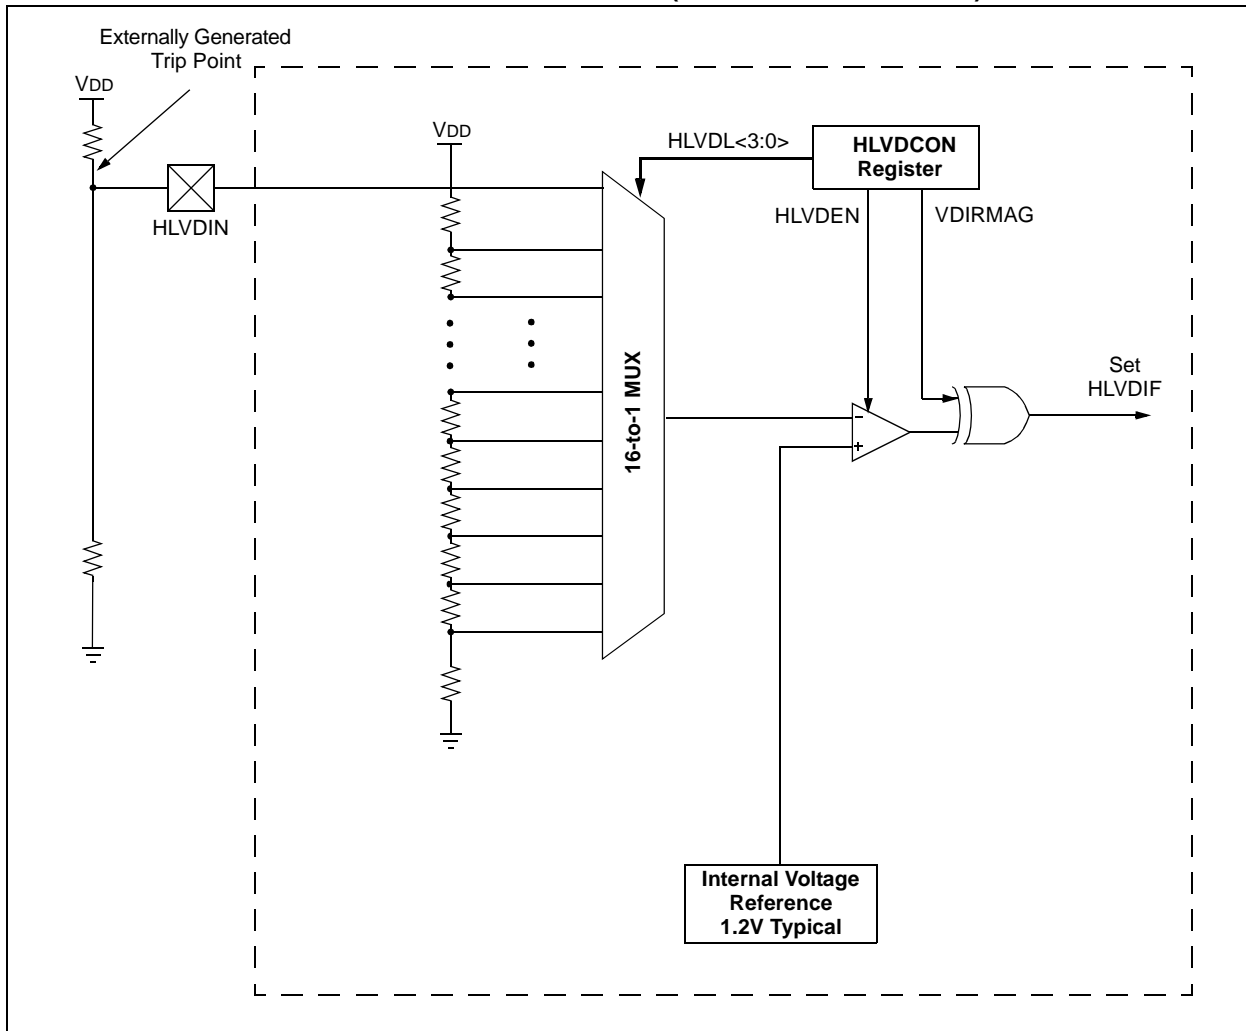 Externally Generated
Trip Point
VDD
VDD
HLVDL<3:0>
HLVDCON
Register
HLVDIN
HLVDEN
VDIRMAG
16-to-1 MUX
Set
HLVDIF
–
+
Internal Voltage
Reference
1.2V Typical